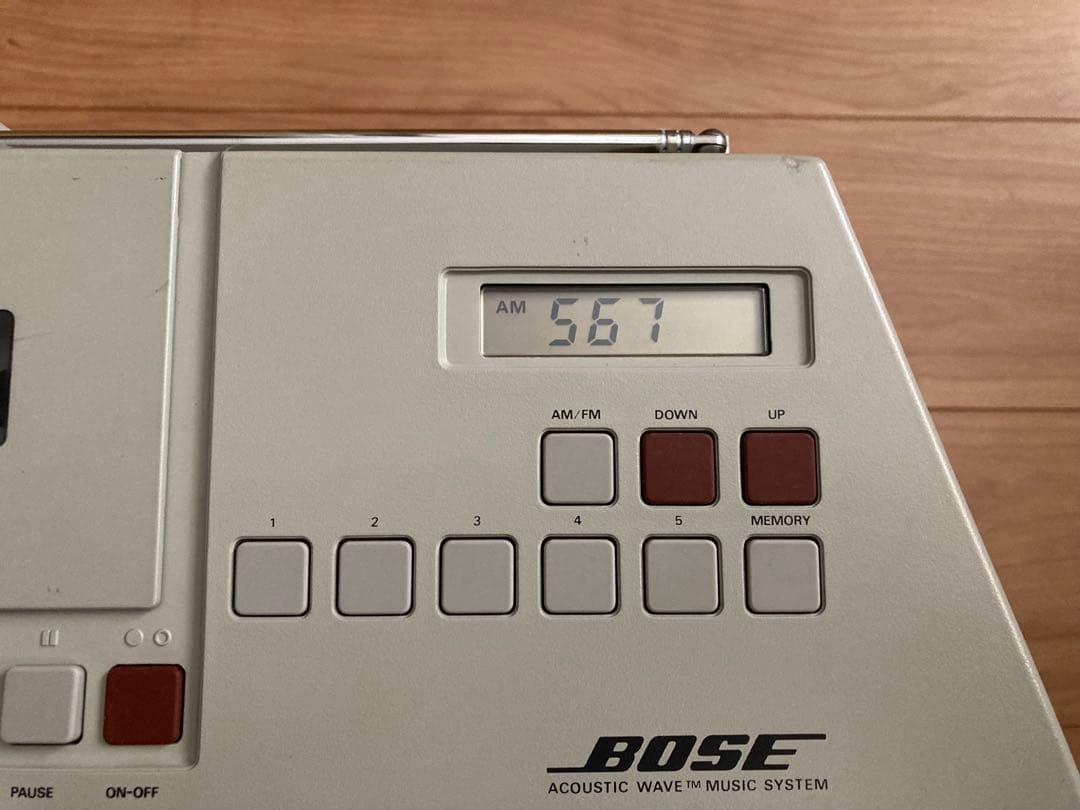 AM 567
AM/FM DOWN UP
1 2 3 4 5 MEMORY
PAUSE ON-OFF
BOSE
ACOUSTIC WAVE™ MUSIC SYSTEM